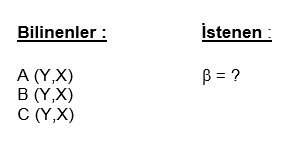 Bilinenler : İstenen :
A (Y,X) β = ?
B (Y,X)
C (Y,X)